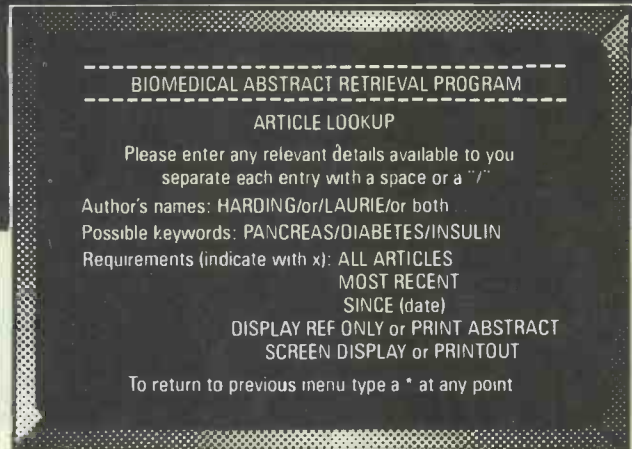 BIOMEDICAL ABSTRACT RETRIEVAL PROGRAM
ARTICLE LOOKUP
Please enter any relevant details available to you
separate each entry with a space or a "/"
Author's names: HARDING/or/LAURIE/or both
Possible keywords: PANCREAS/DIABETES/INSULIN
Requirements (indicate with x): ALL ARTICLES
MOST RECENT
SINCE (date)
DISPLAY REF ONLY or PRINT ABSTRACT
SCREEN DISPLAY or PRINTOUT
To return to previous menu type a * at any point